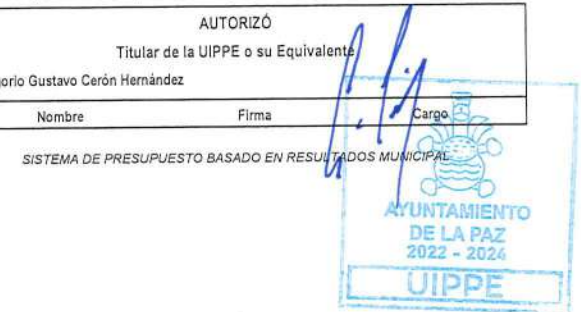 AUTORIZÓ
Titular de la UIPPE o su Equivalente
Gustavo Cerón Hernández
Nombre Firma Cargo
SISTEMA DE PRESUPUESTO BASADO EN RESULTADOS MUNICIPAL
AYUNTAMIENTO
DE LA PAZ
2022 - 2024
UIPPE